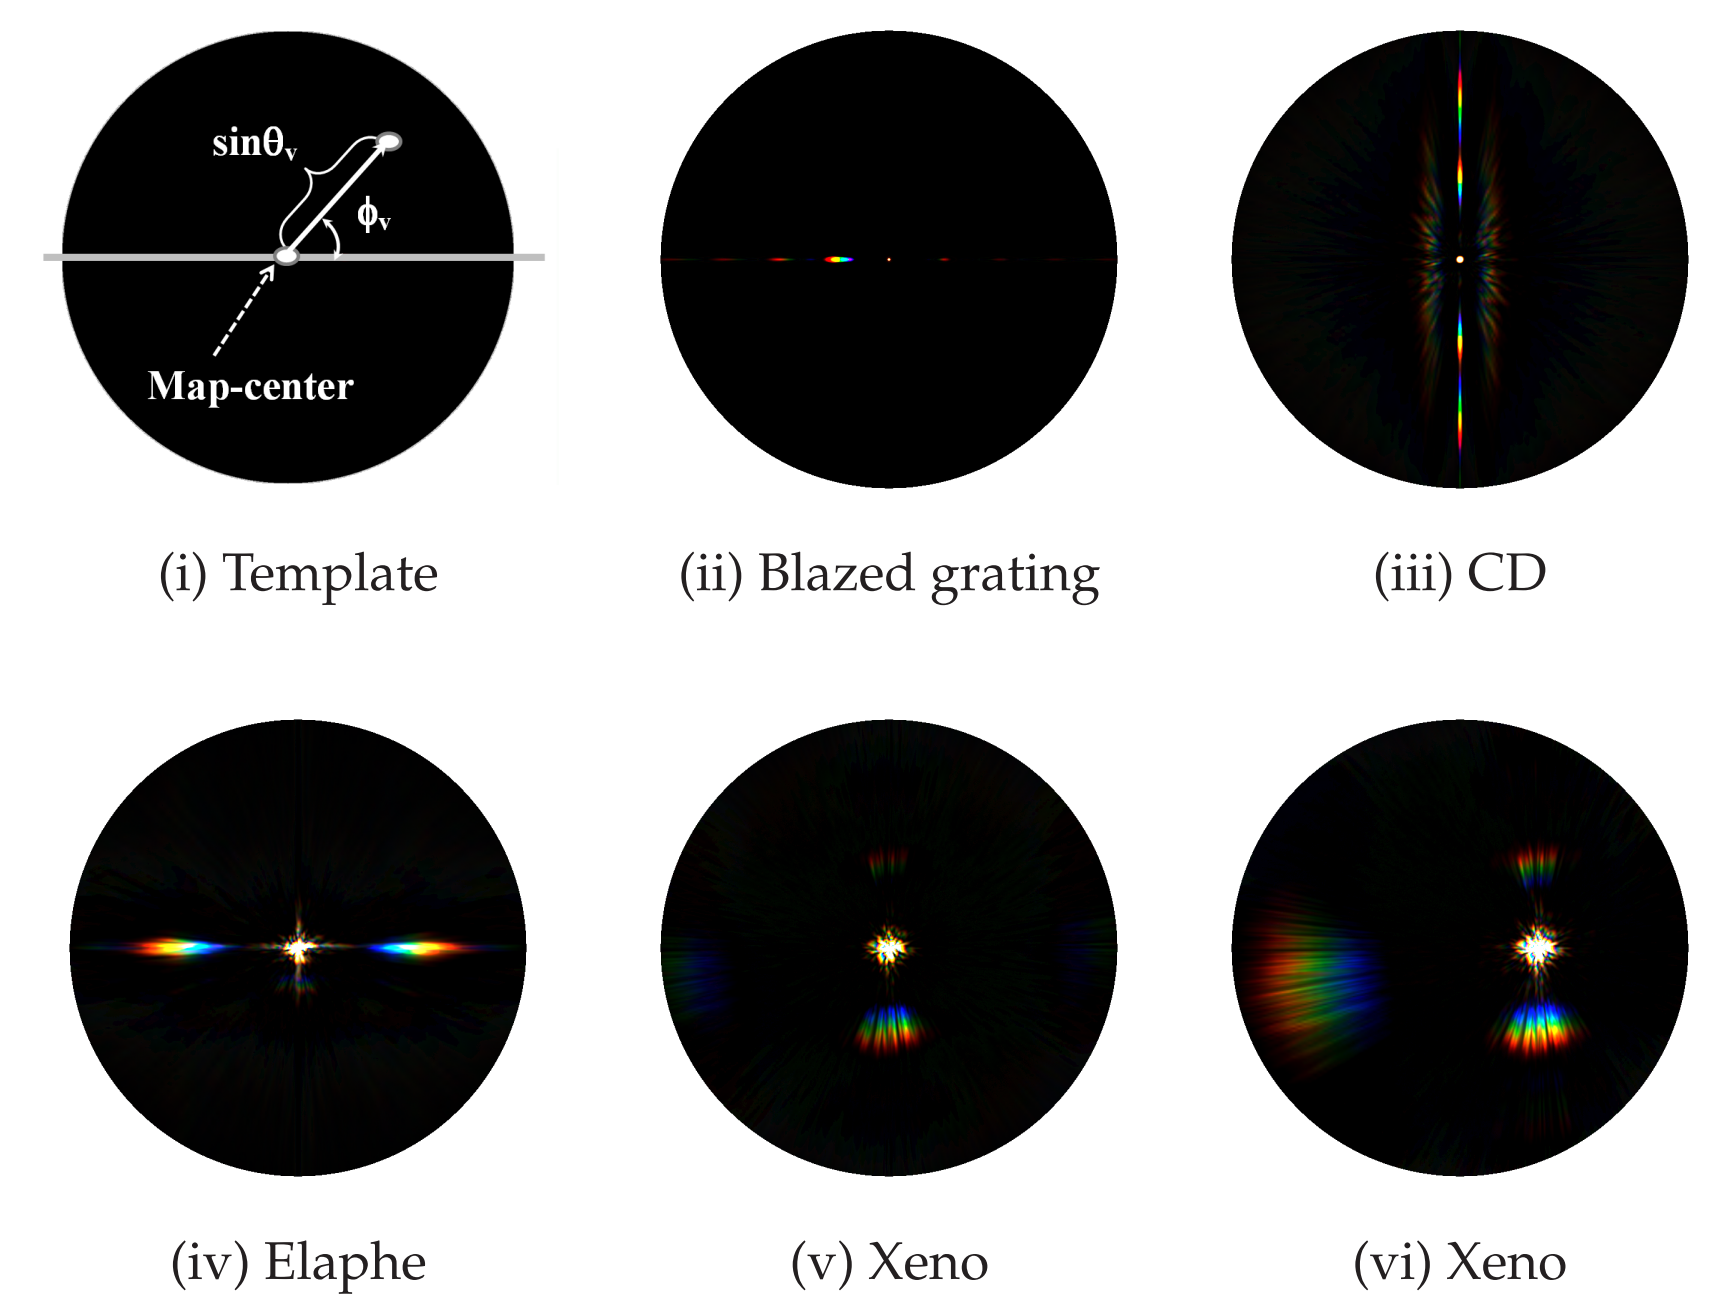 sinθv
ϕv
Map-center
(i) Template
(ii) Blazed grating
(iii) CD
(iv) Elaphe
(v) Xeno
(vi) Xeno